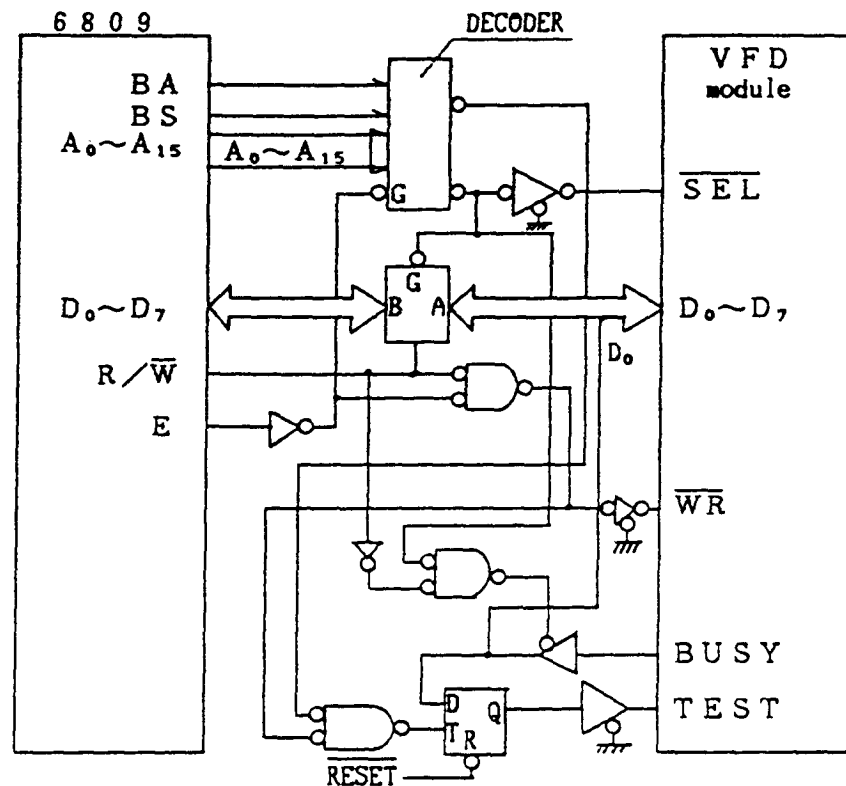 6809
DECODER
VFD
module
BA
BS
A₀~A₁₅
A₀~A₁₅
G
SEL
G
D₀~D₇
B
A
D₀~D₇
D₀
R/W
E
WR
BUSY
D
Q
TEST
T
R
RESET